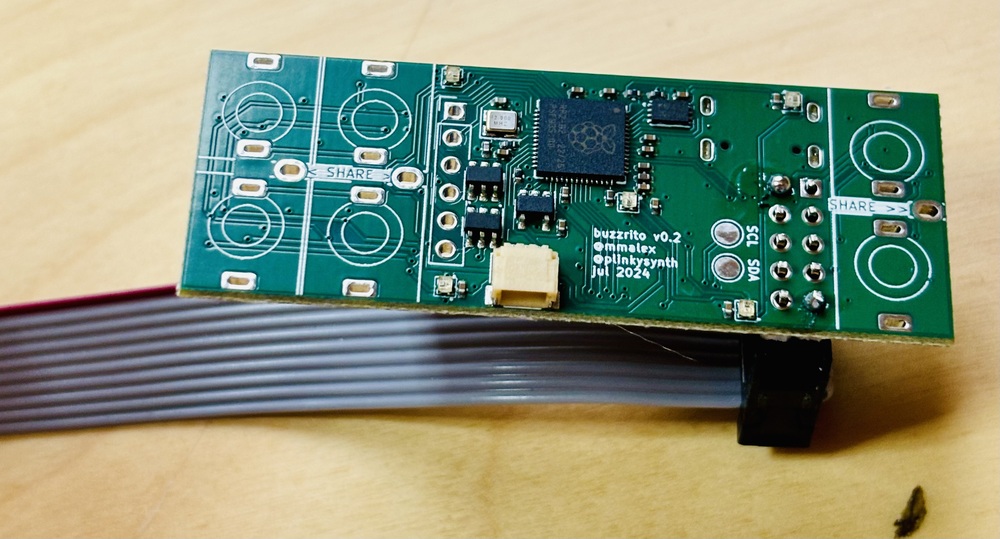 < SHARE >
buzzrito v0.2
@mmalex
@plinkysynth
jul 2024
SCL
SDA
SHARE >>